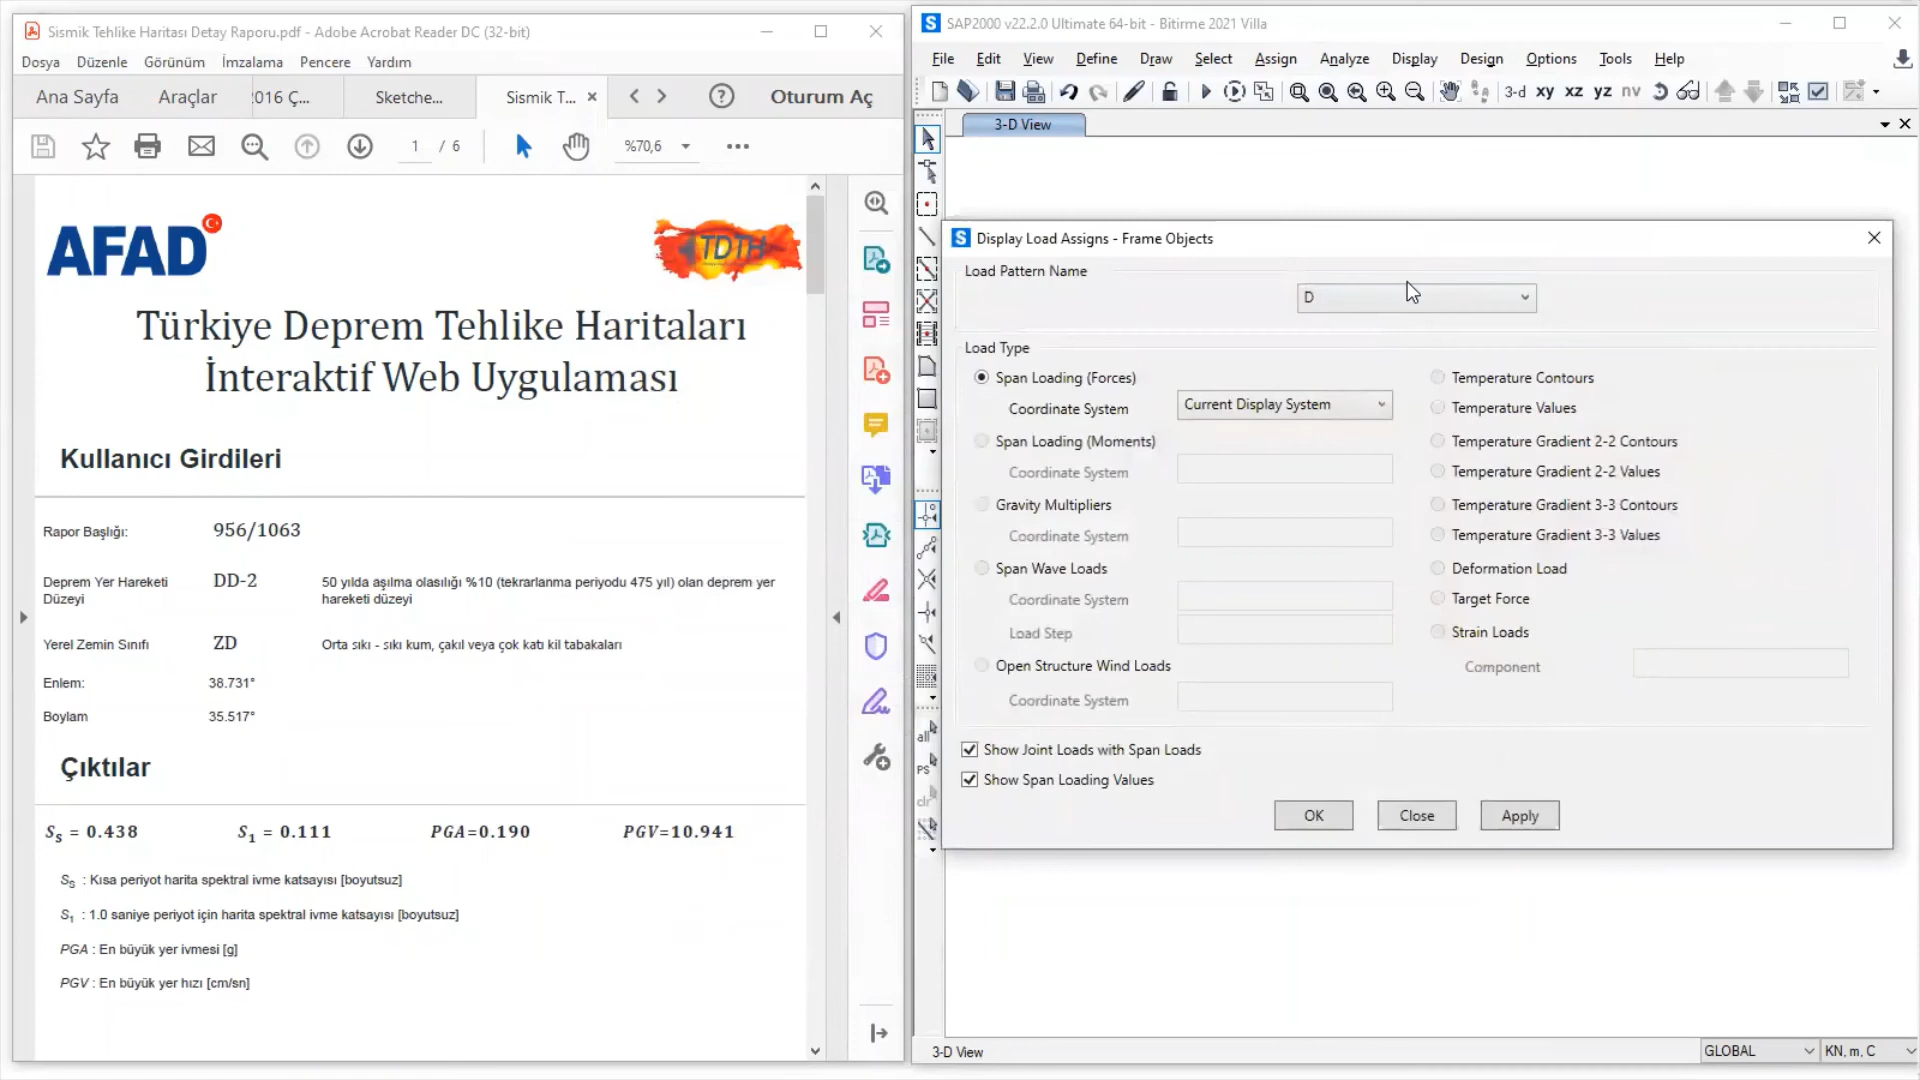 Sismik Tehlike Haritası Detay Raporu.pdf - Adobe Acrobat Reader DC (32-bit)
Dosya Düzenle Görünüm İmzalama Pencere Yardım
Ana Sayfa Araçlar 2016 Ç... Sketche... Sismik T... Oturum Aç
1 / 6 %70,6
AFAD
TDTH
Türkiye Deprem Tehlike Haritaları
İnteraktif Web Uygulaması
Kullanıcı Girdileri
Rapor Başlığı: 956/1063
Deprem Yer Hareketi Düzeyi DD-2 50 yılda aşılma olasılığı %10 (tekrarlanma periyodu 475 yıl) olan deprem yer
hareketi düzeyi
Yerel Zemin Sınıfı ZD Orta sıkı - sıkı kum, çakıl veya çok katı kil tabakaları
Enlem: 38.731°
Boylam 35.517°
Çıktılar
SS = 0.438 S1 = 0.111 PGA=0.190 PGV=10.941
SS : Kısa periyot harita spektral ivme katsayısı [boyutsuz]
S1 : 1.0 saniye periyot için harita spektral ivme katsayısı [boyutsuz]
PGA : En büyük yer ivmesi [g]
PGV : En büyük yer hızı [cm/sn]
SAP2000 v22.2.0 Ultimate 64-bit - Bitirme 2021 Villa
File Edit View Define Draw Select Assign Analyze Display Design Options Tools Help
3-d xy xz yz nv
3-D View
all
PS
clr
Display Load Assigns - Frame Objects
Load Pattern Name
D
Load Type
Span Loading (Forces)
Coordinate System Current Display System
Span Loading (Moments)
Coordinate System
Gravity Multipliers
Coordinate System
Span Wave Loads
Coordinate System
Load Step
Open Structure Wind Loads
Coordinate System
Temperature Contours
Temperature Values
Temperature Gradient 2-2 Contours
Temperature Gradient 2-2 Values
Temperature Gradient 3-3 Contours
Temperature Gradient 3-3 Values
Deformation Load
Target Force
Strain Loads
Component
Show Joint Loads with Span Loads
Show Span Loading Values
OK Close Apply
3-D View GLOBAL KN, m, C